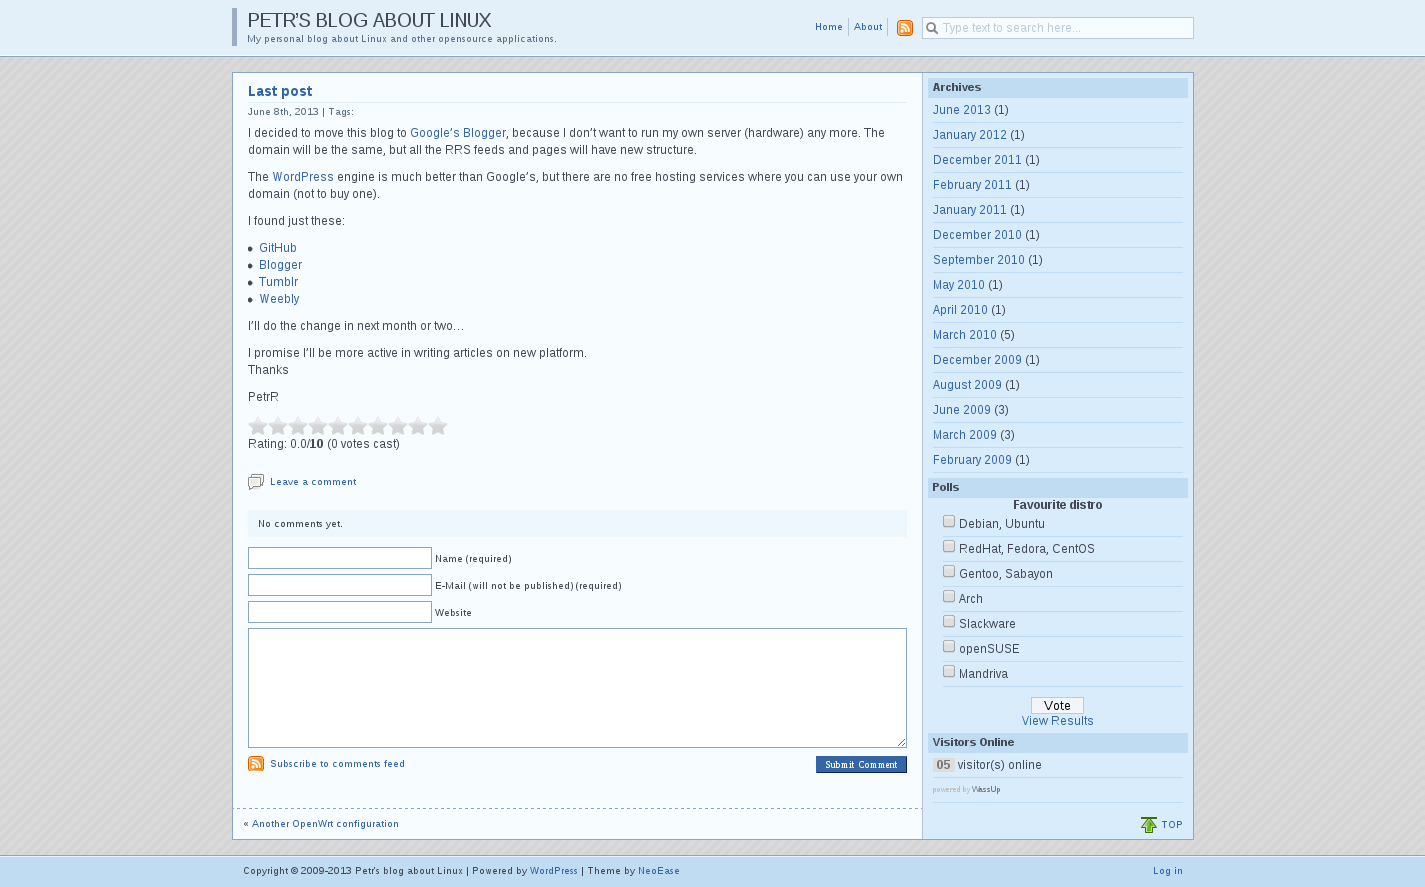 PETR'S BLOG ABOUT LINUX
My personal blog about Linux and other opensource applications.
Home
About
Type text to search here...
Last post
June 8th, 2013 | Tags:
I decided to move this blog to Google's Blogger, because I don't want to run my own server (hardware) any more. The
domain will be the same, but all the RRS feeds and pages will have new structure.
The WordPress engine is much better than Google's, but there are no free hosting services where you can use your own
domain (not to buy one).
I found just these:
• GitHub
• Blogger
• Tumblr
• Weebly
I'll do the change in next month or two…
I promise I'll be more active in writing articles on new platform.
Thanks
PetrR
Rating: 0.0/10 (0 votes cast)
Leave a comment
No comments yet.
Name (required)
E-Mail (will not be published) (required)
Website
Subscribe to comments feed
Submit Comment
« Another OpenWrt configuration
Archives
June 2013 (1)
January 2012 (1)
December 2011 (1)
February 2011 (1)
January 2011 (1)
December 2010 (1)
September 2010 (1)
May 2010 (1)
April 2010 (1)
March 2010 (5)
December 2009 (1)
August 2009 (1)
June 2009 (3)
March 2009 (3)
February 2009 (1)
Polls
Favourite distro
Debian, Ubuntu
RedHat, Fedora, CentOS
Gentoo, Sabayon
Arch
Slackware
openSUSE
Mandriva
Vote
View Results
Visitors Online
05 visitor(s) online
powered by WassUp
TOP
Copyright © 2009-2013 Petr's blog about Linux | Powered by WordPress | Theme by NeoEase
Log in